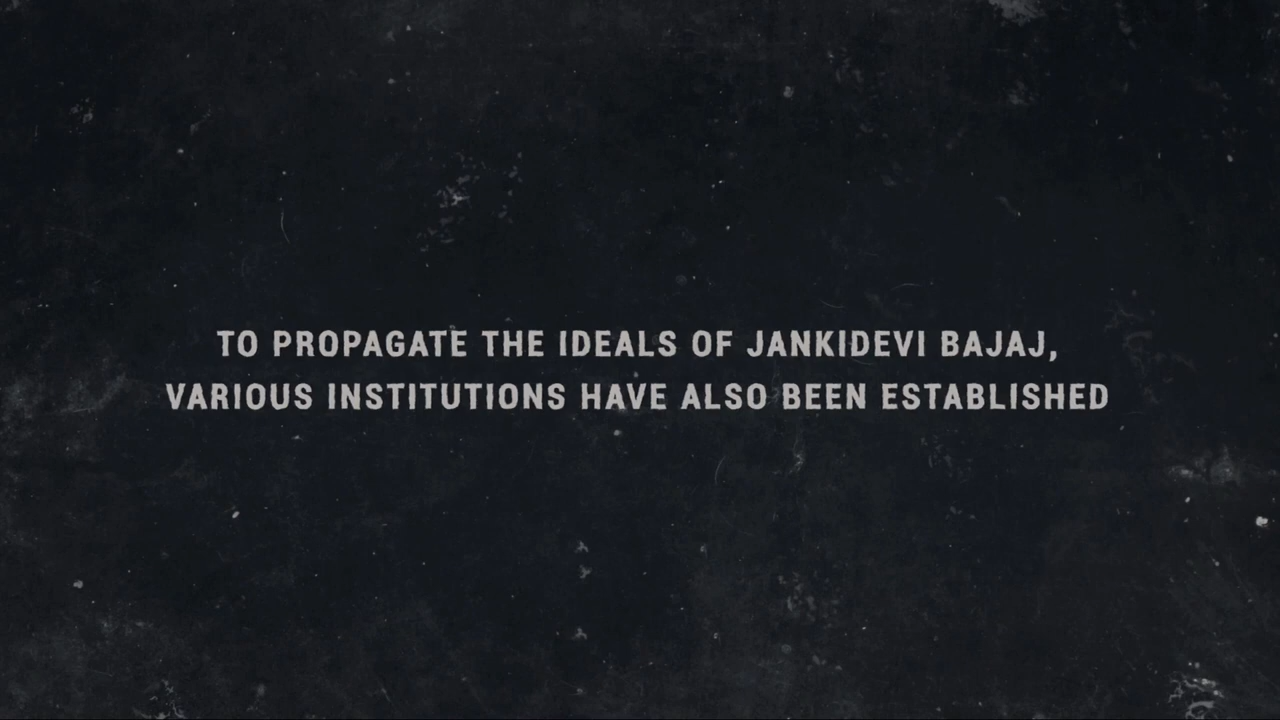 TO PROPAGATE THE IDEALS OF JANKIDEVI BAJAJ,
VARIOUS INSTITUTIONS HAVE ALSO BEEN ESTABLISHED